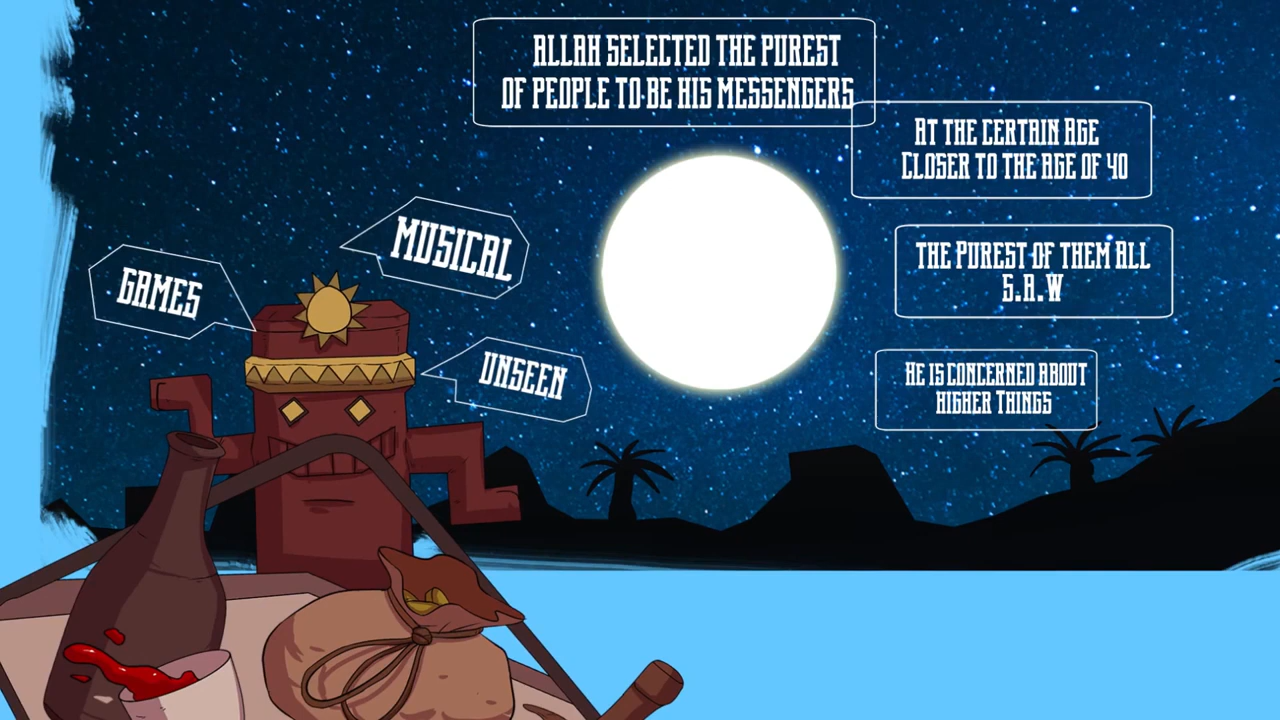 ALLAH SELECTED THE PUREST
OF PEOPLE TO BE HIS MESSENGERS
AT THE CERTAIN AGE
CLOSER TO THE AGE OF 40
MUSICAL
GAMES
THE PUREST OF THEM ALL
S.A.W
UNSEEN
HE IS CONCERNED ABOUT
HIGHER THINGS